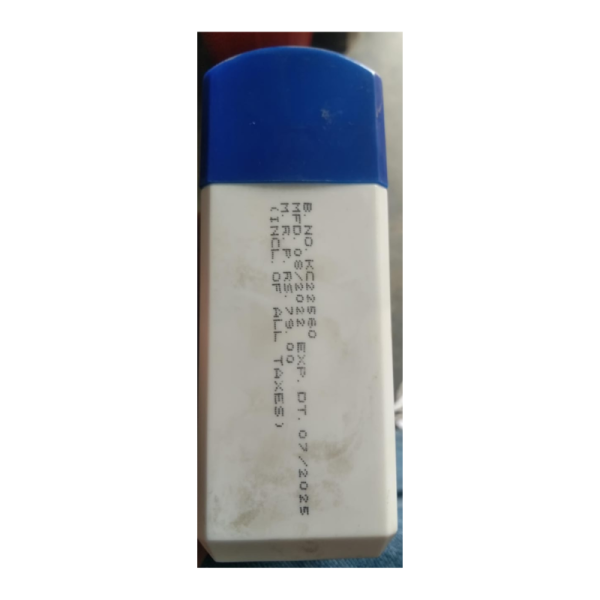 B.NO.KC22560
MFD.08/2022 EXP.DT.07/2025
M.R.P.RS.79.00
(INCL.OF ALL TAXES)